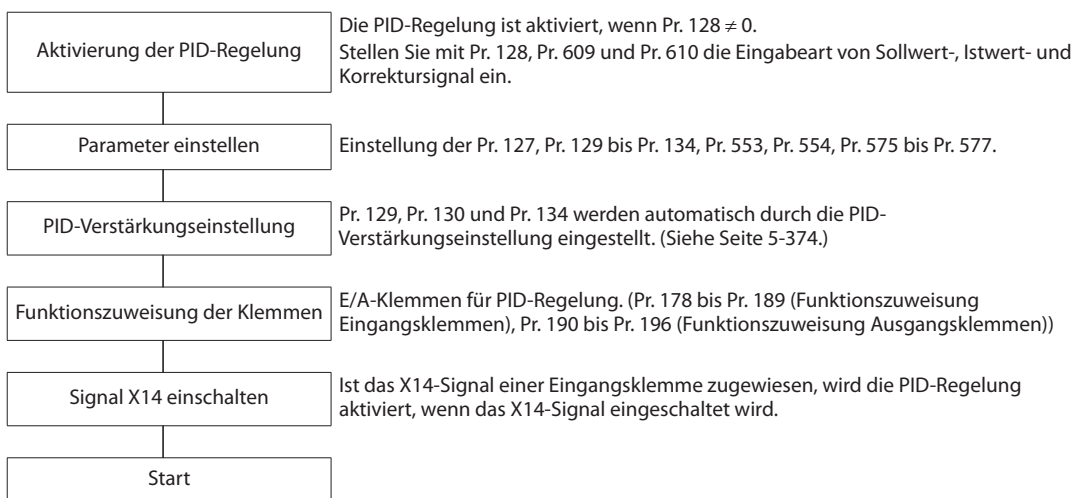 Aktivierung der PID-Regelung
Die PID-Regelung ist aktiviert, wenn Pr. 128 ≠ 0.
Stellen Sie mit Pr. 128, Pr. 609 und Pr. 610 die Eingabeart von Sollwert-, Istwert- und
Korrektursignal ein.
Parameter einstellen
Einstellung der Pr. 127, Pr. 129 bis Pr. 134, Pr. 553, Pr. 554, Pr. 575 bis Pr. 577.
PID-Verstärkungseinstellung
Pr. 129, Pr. 130 und Pr. 134 werden automatisch durch die PID-
Verstärkungseinstellung eingestellt. (Siehe Seite 5-374.)
Funktionszuweisung der Klemmen
E/A-Klemmen für PID-Regelung. (Pr. 178 bis Pr. 189 (Funktionszuweisung
Eingangsklemmen), Pr. 190 bis Pr. 196 (Funktionszuweisung Ausgangsklemmen))
Signal X14 einschalten
Ist das X14-Signal einer Eingangsklemme zugewiesen, wird die PID-Regelung
aktiviert, wenn das X14-Signal eingeschaltet wird.
Start